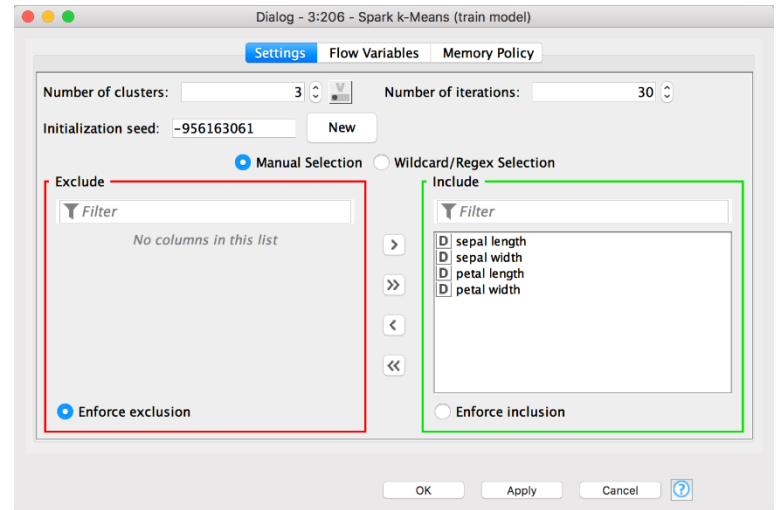 Dialog - 3:206 - Spark k-Means (train model)
Settings Flow Variables Memory Policy
Number of clusters: 3 Number of iterations: 30
Initialization seed: -956163061 New
Manual Selection Wildcard/Regex Selection
Exclude Include
Filter Filter
No columns in this list
D sepal length
D sepal width
D petal length
D petal width
Enforce exclusion Enforce inclusion
OK Apply Cancel ?